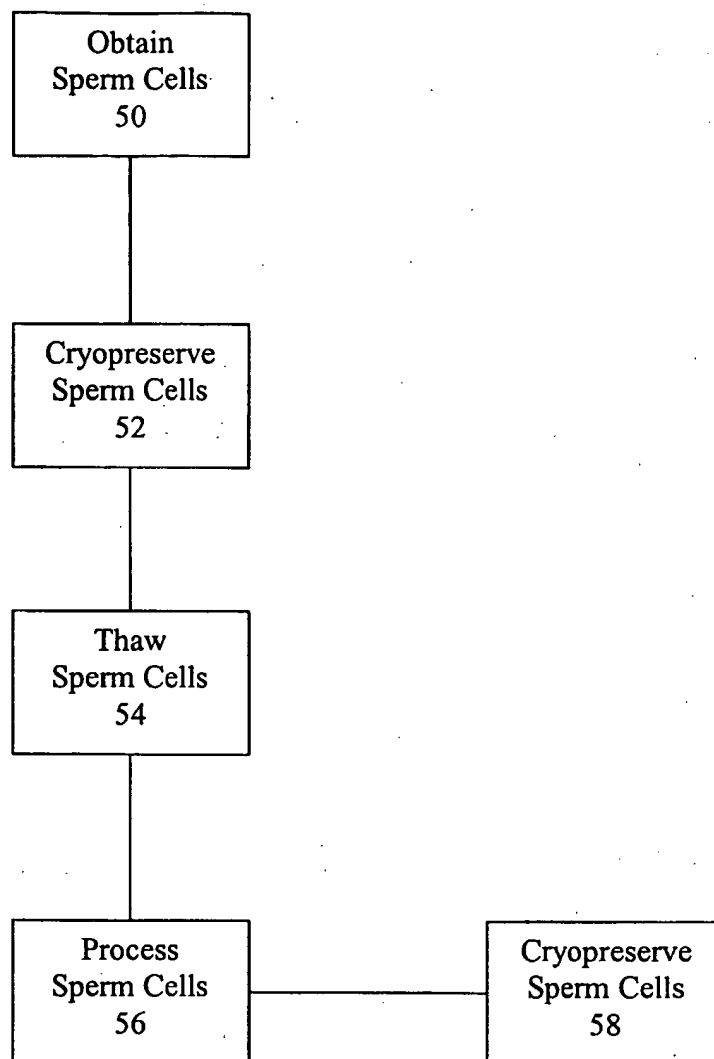 Obtain
Sperm Cells
50
Cryopreserve
Sperm Cells
52
Thaw
Sperm Cells
54
Process
Sperm Cells
56
Cryopreserve
Sperm Cells
58